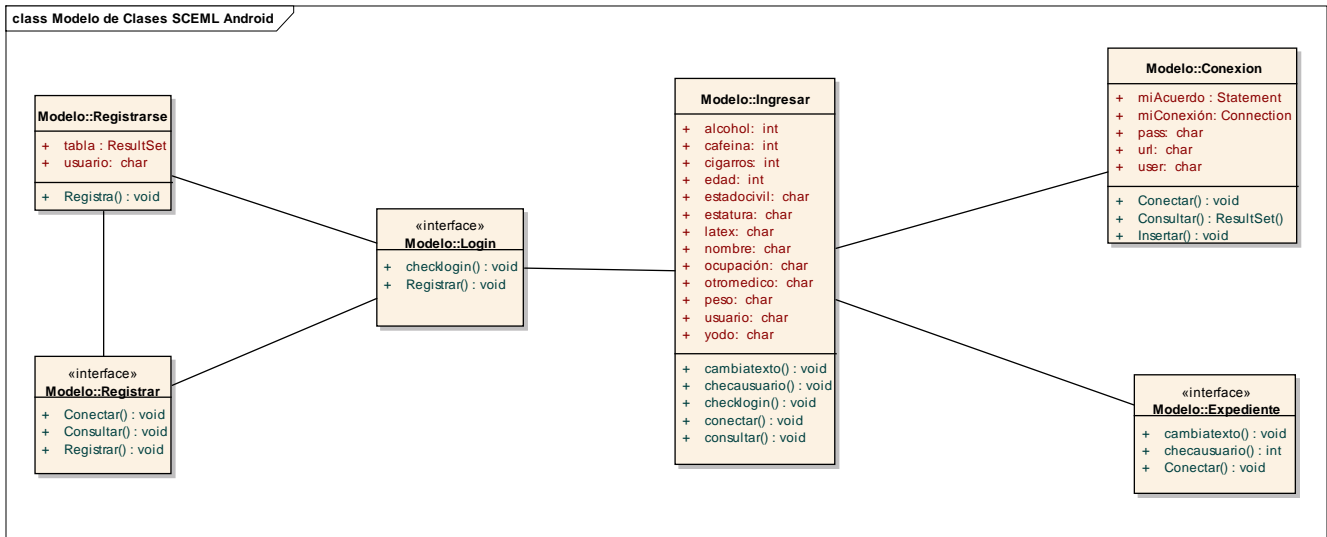 class Modelo de Clases SCEML Android
Modelo::Registrarse
+ tabla : ResultSet
+ usuario: char
+ Registra() : void
«interface»
Modelo::Registrar
+ Conectar() : void
+ Consultar() : void
+ Registrar() : void
«interface»
Modelo::Login
+ checklogin() : void
+ Registrar() : void
Modelo::Ingresar
+ alcohol: int
+ cafeina: int
+ cigarros: int
+ edad: int
+ estadocivil: char
+ estatura: char
+ latex: char
+ nombre: char
+ ocupación: char
+ otromedico: char
+ peso: char
+ usuario: char
+ yodo: char
+ cambiatexto() : void
+ checausuario() : void
+ checklogin() : void
+ conectar() : void
+ consultar() : void
Modelo::Conexion
+ miAcuerdo : Statement
+ miConexión: Connection
+ pass: char
+ url: char
+ user: char
+ Conectar() : void
+ Consultar() : ResultSet()
+ Insertar() : void
«interface»
Modelo::Expediente
+ cambiatexto() : void
+ checausuario() : int
+ Conectar() : void